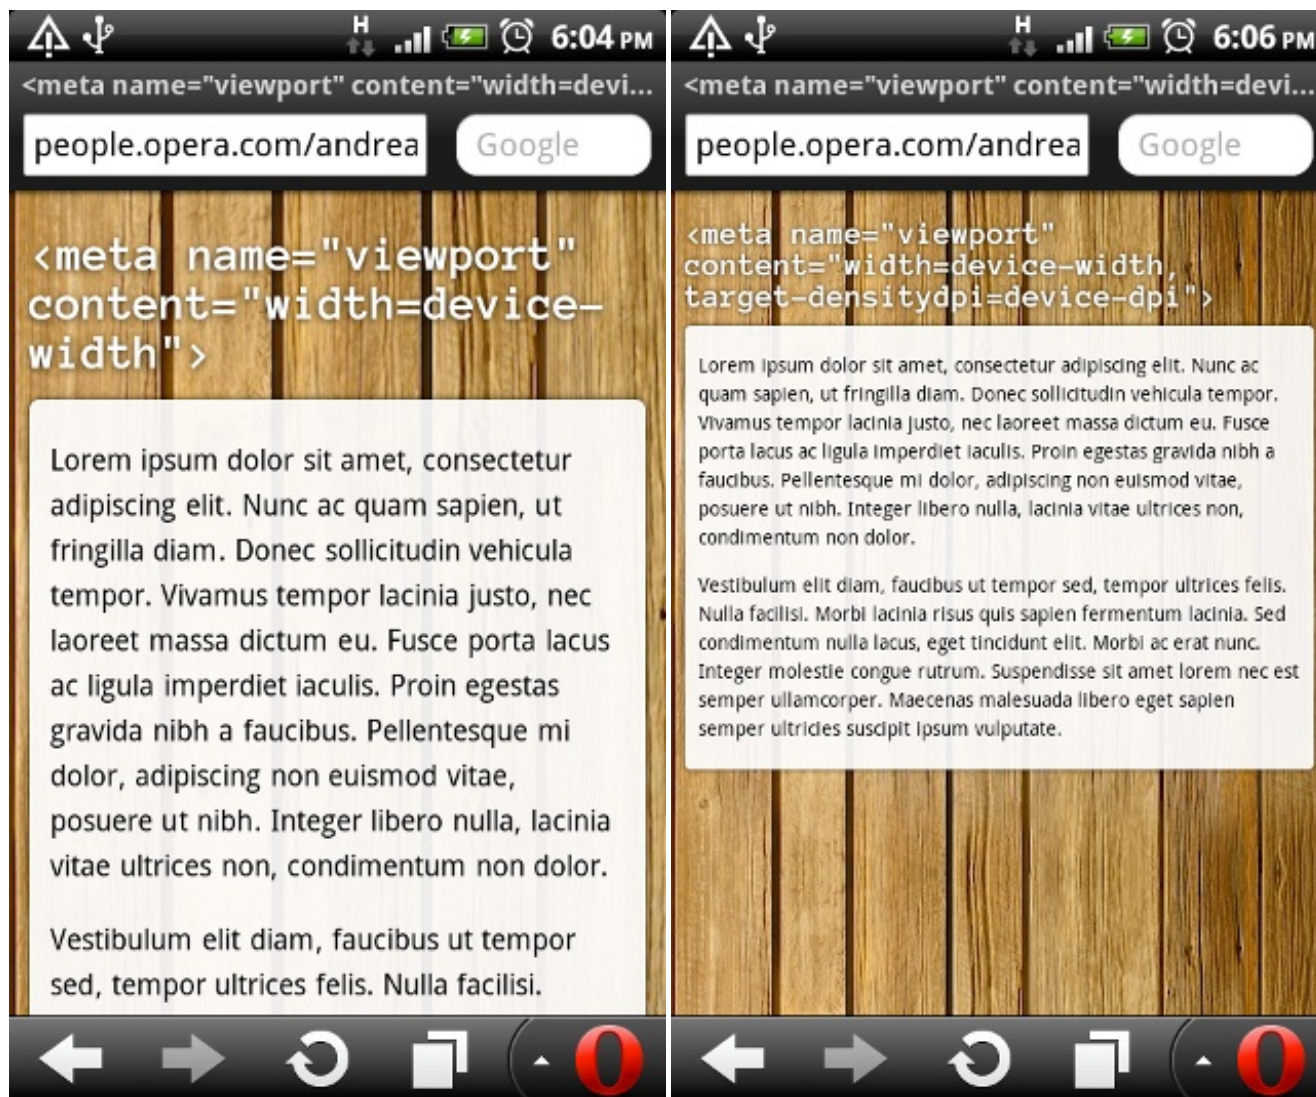 H
6:04 PM
<meta name="viewport" content="width=devi...
people.opera.com/andrea
Google
<meta name="viewport"
content="width=device-
width">
Lorem ipsum dolor sit amet, consectetur
adipiscing elit. Nunc ac quam sapien, ut
fringilla diam. Donec sollicitudin vehicula
tempor. Vivamus tempor lacinia justo, nec
laoreet massa dictum eu. Fusce porta lacus
ac ligula imperdiet iaculis. Proin egestas
gravida nibh a faucibus. Pellentesque mi
dolor, adipiscing non euismod vitae,
posuere ut nibh. Integer libero nulla, lacinia
vitae ultrices non, condimentum non dolor.
Vestibulum elit diam, faucibus ut tempor
sed, tempor ultrices felis. Nulla facilisi.
H
6:06 PM
<meta name="viewport" content="width=devi...
people.opera.com/andrea
Google
<meta name="viewport"
content="width=device-width,
target-densitydpi=device-dpi">
Lorem ipsum dolor sit amet, consectetur adipiscing elit. Nunc ac
quam sapien, ut fringilla diam. Donec sollicitudin vehicula tempor.
Vivamus tempor lacinia justo, nec laoreet massa dictum eu. Fusce
porta lacus ac ligula imperdiet iaculis. Proin egestas gravida nibh a
faucibus. Pellentesque mi dolor, adipiscing non euismod vitae,
posuere ut nibh. Integer libero nulla, lacinia vitae ultrices non,
condimentum non dolor.
Vestibulum elit diam, faucibus ut tempor sed, tempor ultrices felis.
Nulla facilisi. Morbi lacinia risus quis sapien fermentum lacinia. Sed
condimentum nulla lacus, eget tincidunt elit. Morbi ac erat nunc.
Integer molestie congue rutrum. Suspendisse sit amet lorem nec est
semper ullamcorper. Maecenas malesuada libero eget sapien
semper ultricies suscipit ipsum vulputate.